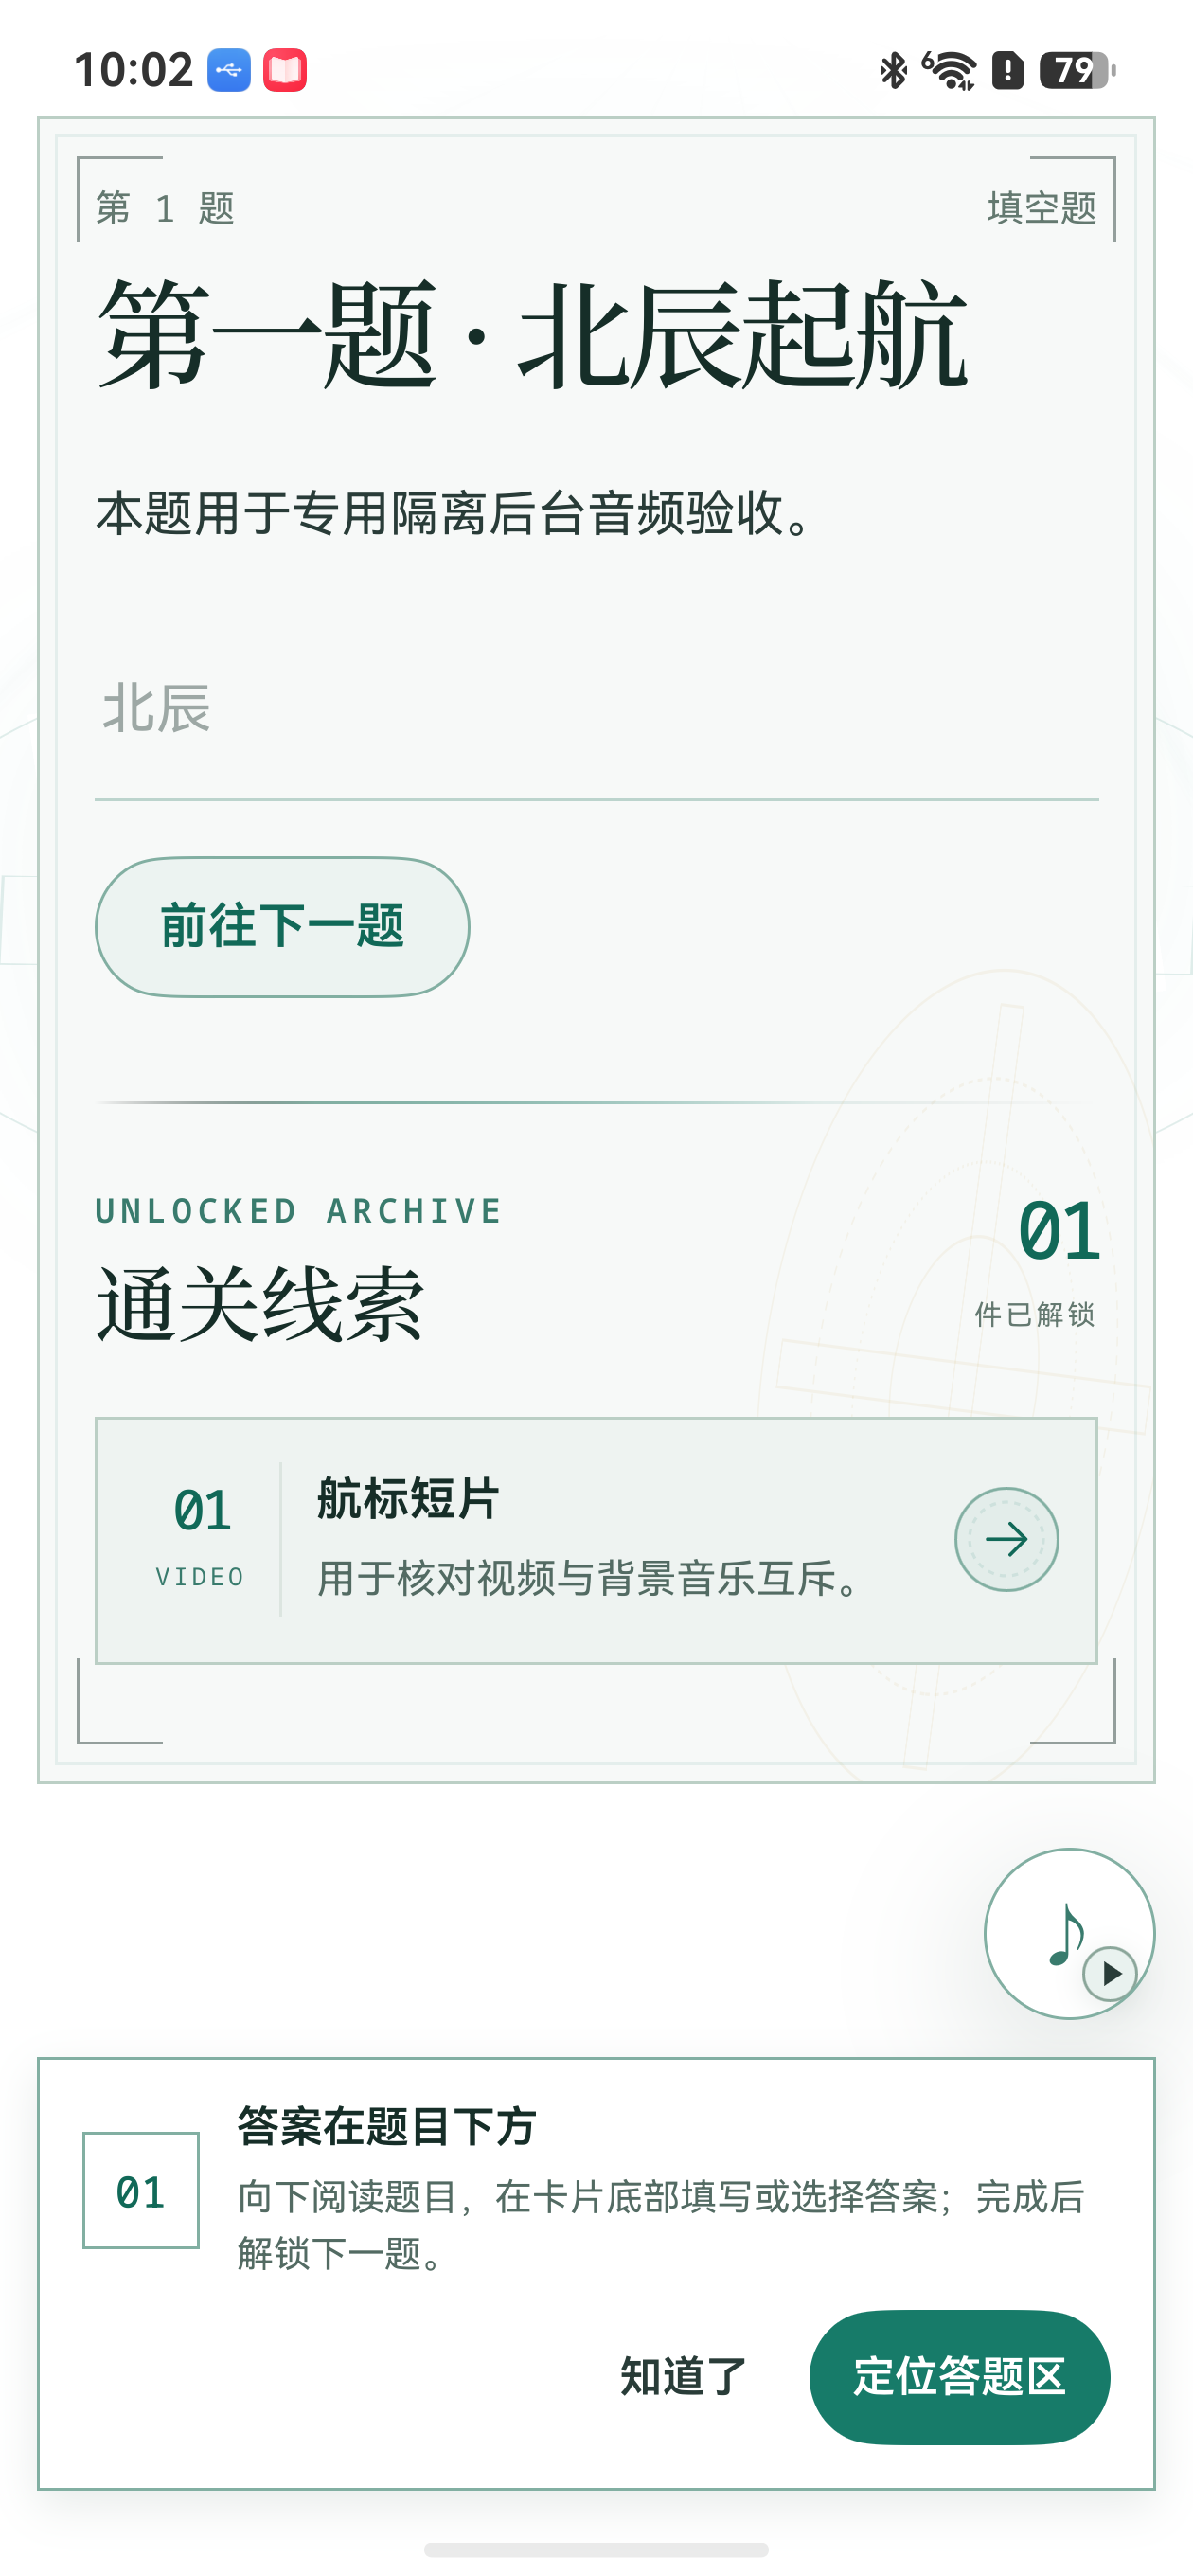 10:02
6
79
第 1 题
填空题
第一题·北辰起航
本题用于专用隔离后台音频验收。
北辰
前往下一题
UNLOCKED ARCHIVE
01
通关线索
件已解锁
01
VIDEO
航标短片
用于核对视频与背景音乐互斥。
01
答案在题目下方
向下阅读题目，在卡片底部填写或选择答案；完成后
解锁下一题。
知道了
定位答题区